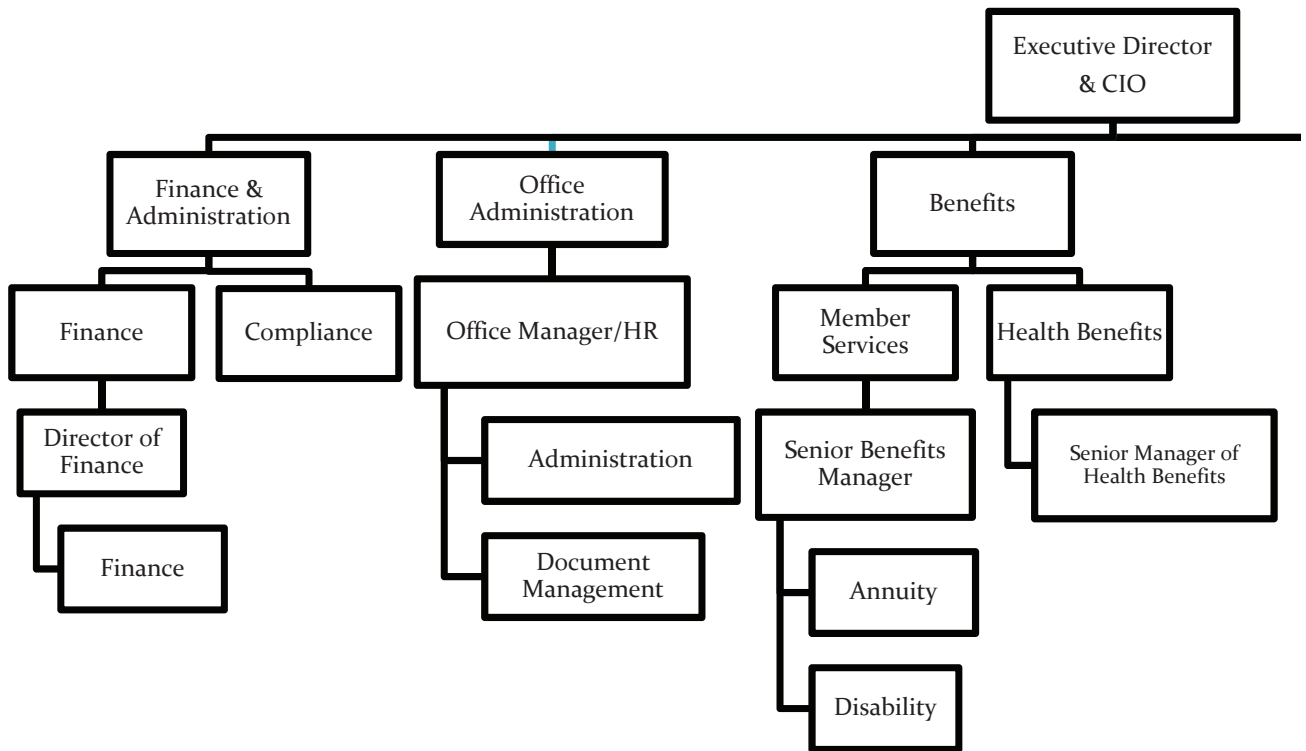 Executive Director
& CIO
Finance &
Administration
Office
Administration
Benefits
Finance
Compliance
Office Manager/HR
Member
Services
Health Benefits
Director of
Finance
Administration
Senior Benefits
Manager
Senior Manager of
Health Benefits
Finance
Document
Management
Annuity
Disability